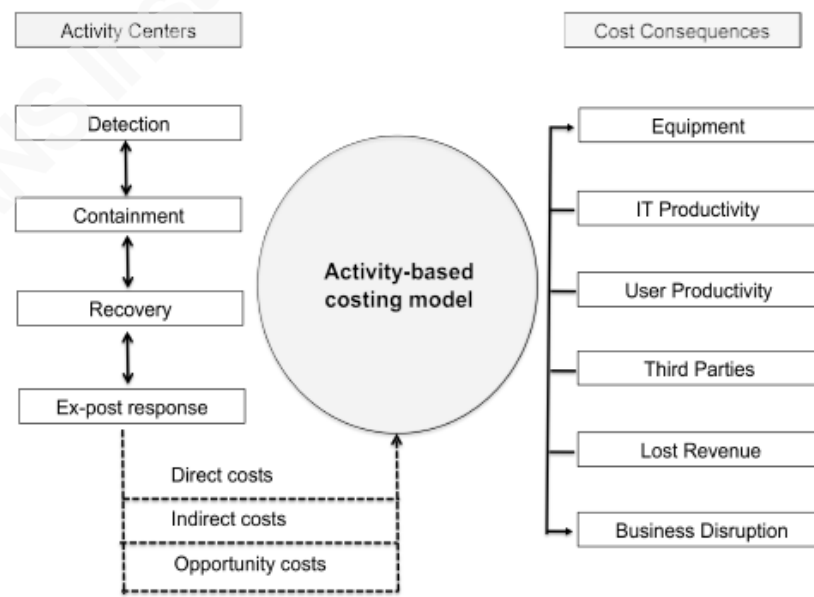 Activity Centers
Cost Consequences
Detection
Containment
Recovery
Ex-post response
Direct costs
Indirect costs
Opportunity costs
Activity-based
costing model
Equipment
IT Productivity
User Productivity
Third Parties
Lost Revenue
Business Disruption